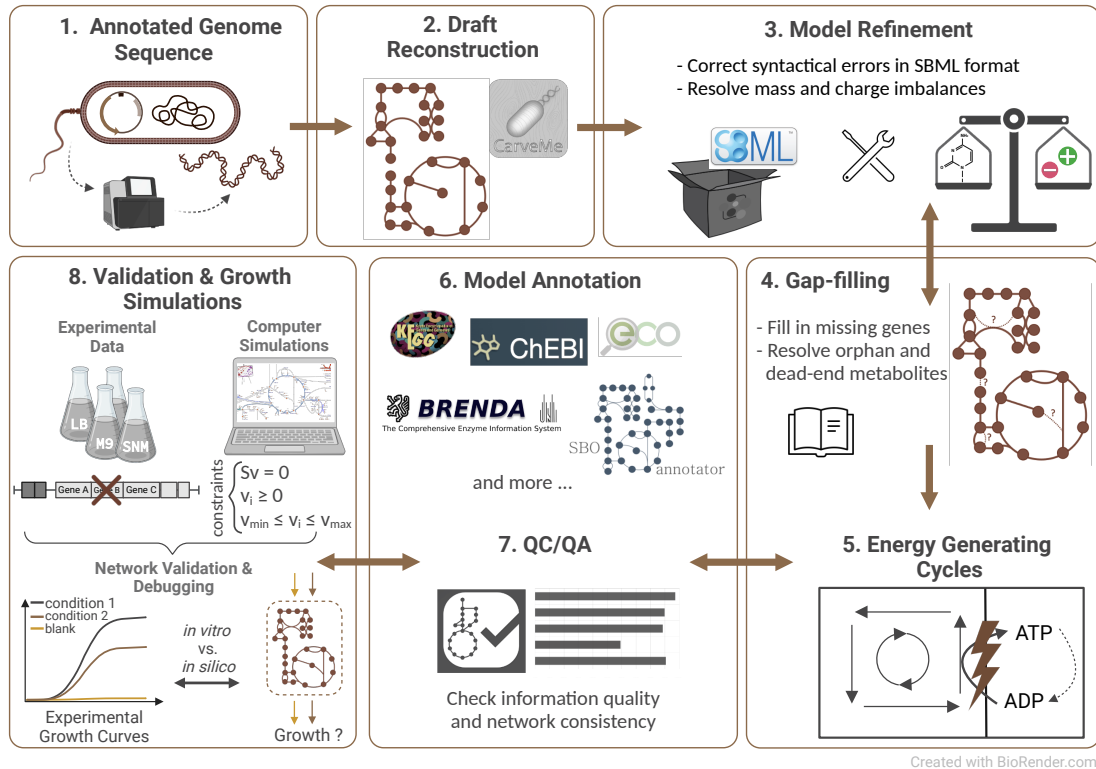 1. Annotated Genome
Sequence
2. Draft
Reconstruction
CarveMe
3. Model Refinement
- Correct syntactical errors in SBML format
- Resolve mass and charge imbalances
SBML
4. Gap-filling
- Fill in missing genes
- Resolve orphan and
dead-end metabolites
?
?
?
?
5. Energy Generating
Cycles
ATP
ADP
6. Model Annotation
KEGG
ChEBI
eco
BRENDA
The Comprehensive Enzyme Information System
SBO
annotator
and more ...
7. QC/QA
Check information quality
and network consistency
8. Validation & Growth
Simulations
Experimental
Data
Computer
Simulations
LB
M9
SNM
Gene A
Gene B
Gene C
constraints
Sv = 0
vi ≥ 0
vmin ≤ vi ≤ vmax
Network Validation &
Debugging
condition 1
condition 2
blank
in vitro
vs.
in silico
Experimental
Growth Curves
Growth ?
Created with BioRender.com